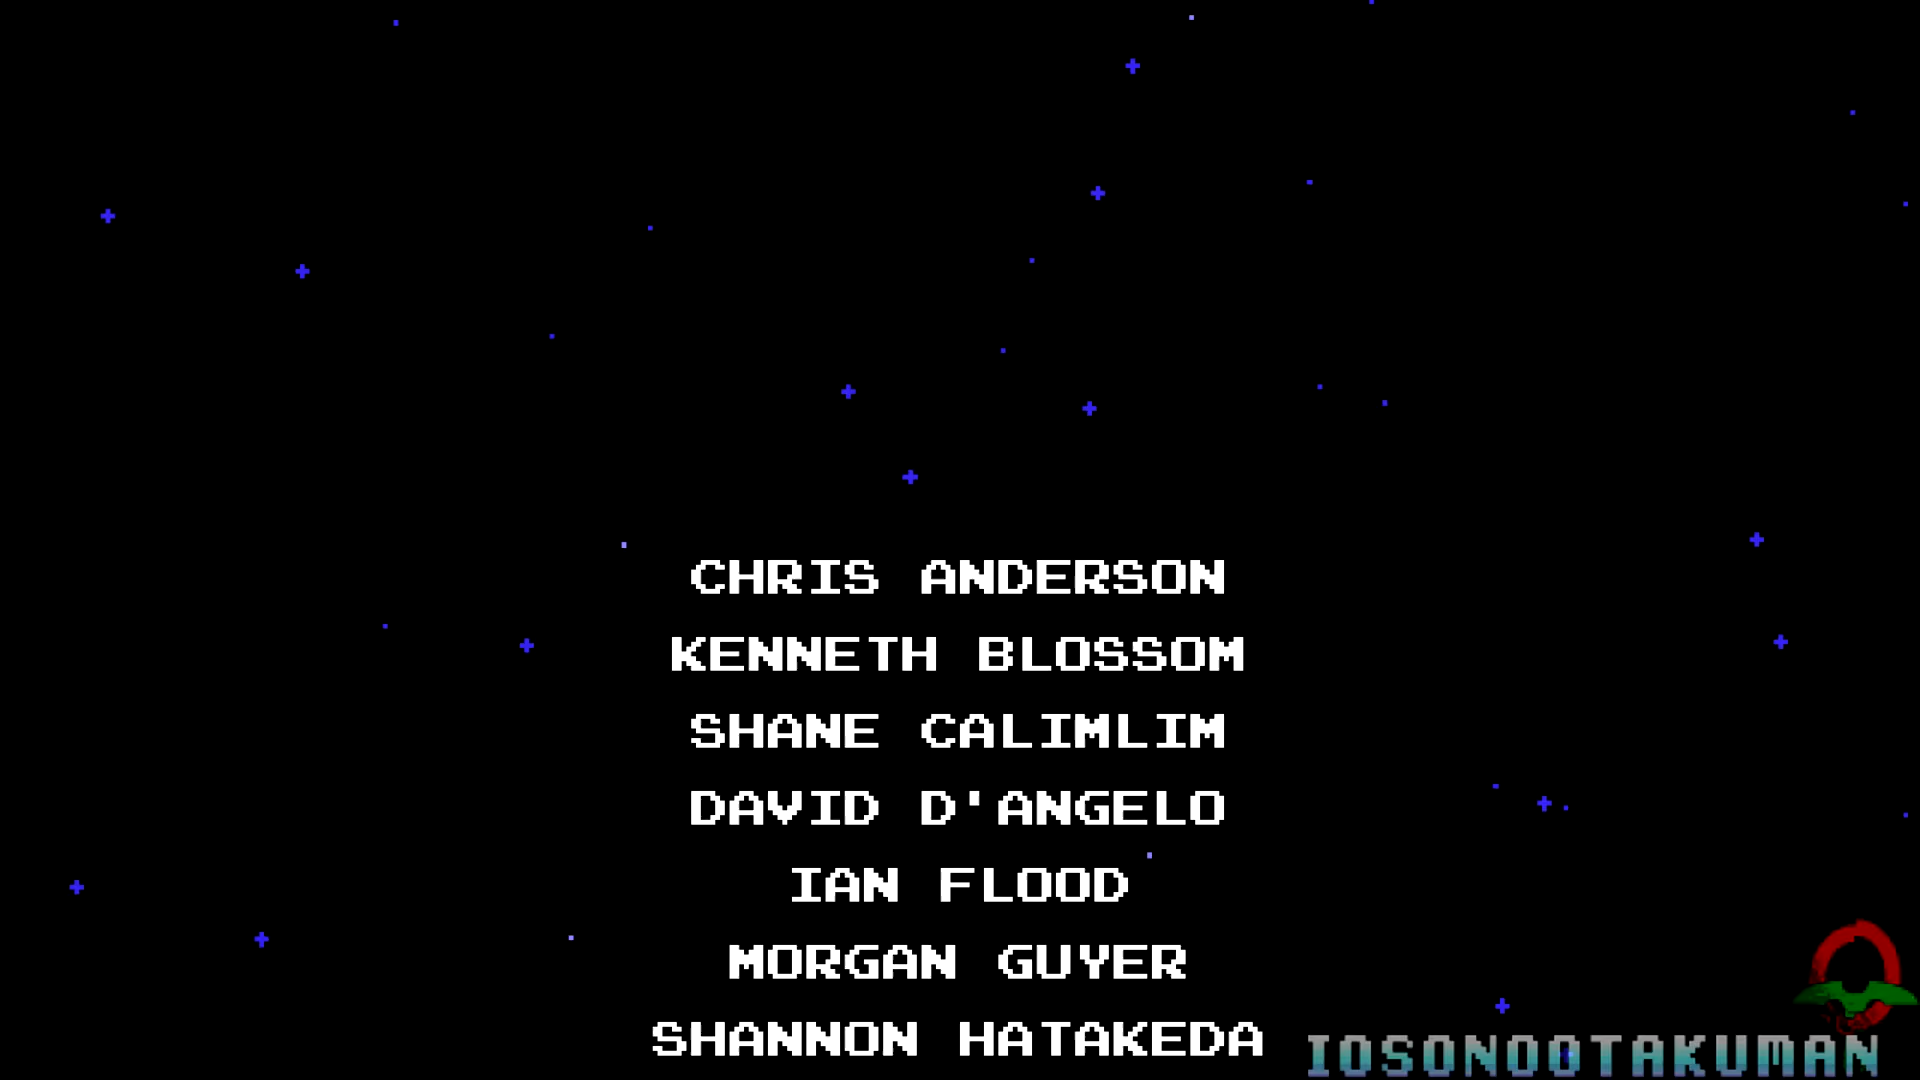 CHRIS ANDERSON
KENNETH BLOSSOM
SHANE CALIMLIM
DAVID D'ANGELO
IAN FLOOD
MORGAN GUYER
SHANNON HATAKEDA
IOSONOOTAKUMAN